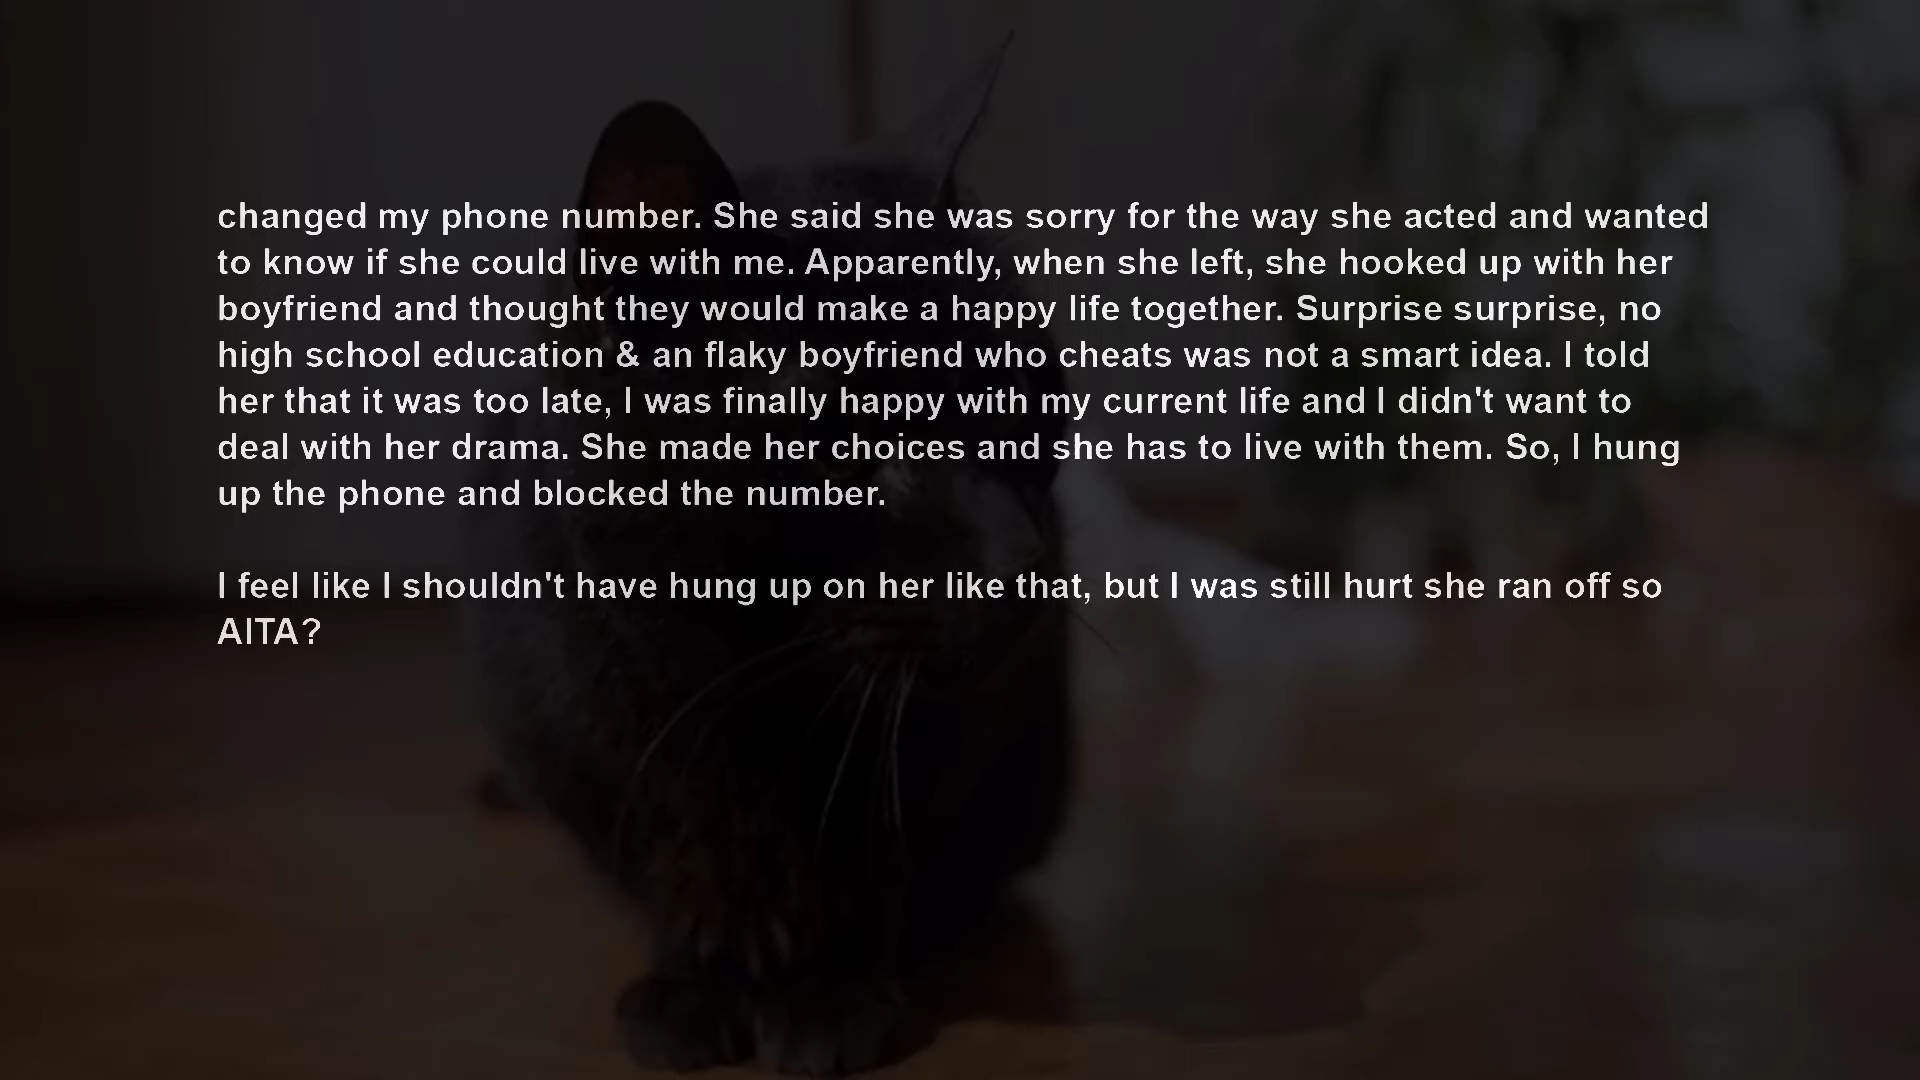 changed my phone number. She said she was sorry for the way she acted and wanted
to know if she could live with me. Apparently, when she left, she hooked up with her
boyfriend and thought they would make a happy life together. Surprise surprise, no
high school education & an flaky boyfriend who cheats was not a smart idea. I told
her that it was too late, I was finally happy with my current life and I didn't want to
deal with her drama. She made her choices and she has to live with them. So, I hung
up the phone and blocked the number.
I feel like I shouldn't have hung up on her like that, but I was still hurt she ran off so
AITA?